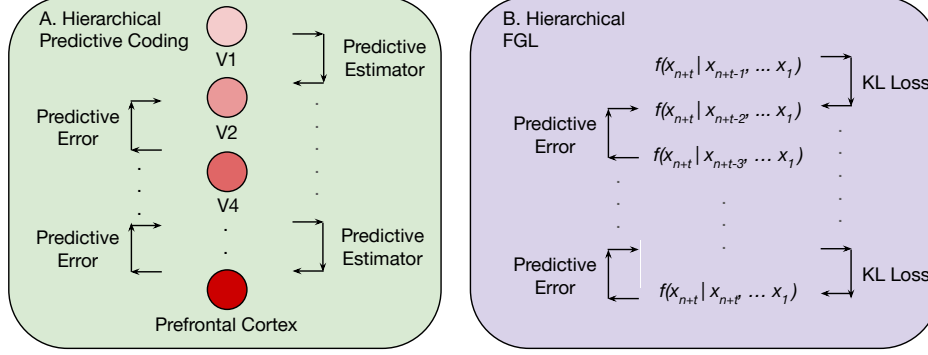 A. Hierarchical
Predictive Coding
V1
Predictive
Estimator
V2
Predictive
Error
V4
Predictive
Error
Predictive
Estimator
Prefrontal Cortex
B. Hierarchical
FGL
f(x_{n+t} | x_{n+t-1}, ... x_1)
KL Loss
f(x_{n+t} | x_{n+t-2}, ... x_1)
Predictive
Error
f(x_{n+t} | x_{n+t-3}, ... x_1)
Predictive
Error
KL Loss
f(x_{n+t} | x_{n+t}, ... x_1)